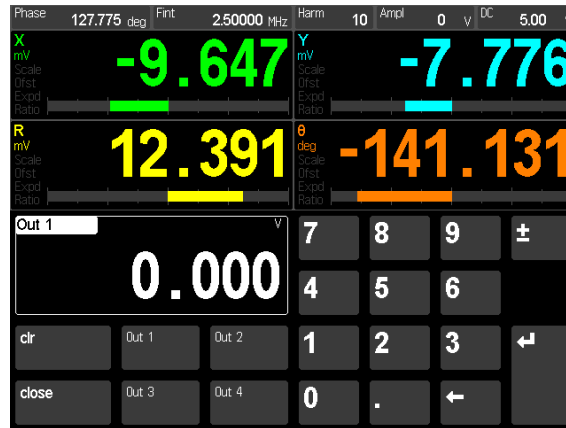 Phase 127.775 deg Fint 2.50000 MHz Harm 10 Ampl 0 V DC 5.00
X Y
mV -9.647 mV -7.776
Scale Scale
Ofst Ofst
Expd Expd
Ratio Ratio
R θ
mV 12.391 deg -141.131
Scale Scale
Ofst Ofst
Expd Expd
Ratio Ratio
Out 1 V 7 8 9 ±
0.000
4 5 6
clr Out 1 Out 2 1 2 3 ↵
close Out 3 Out 4 0 . ←